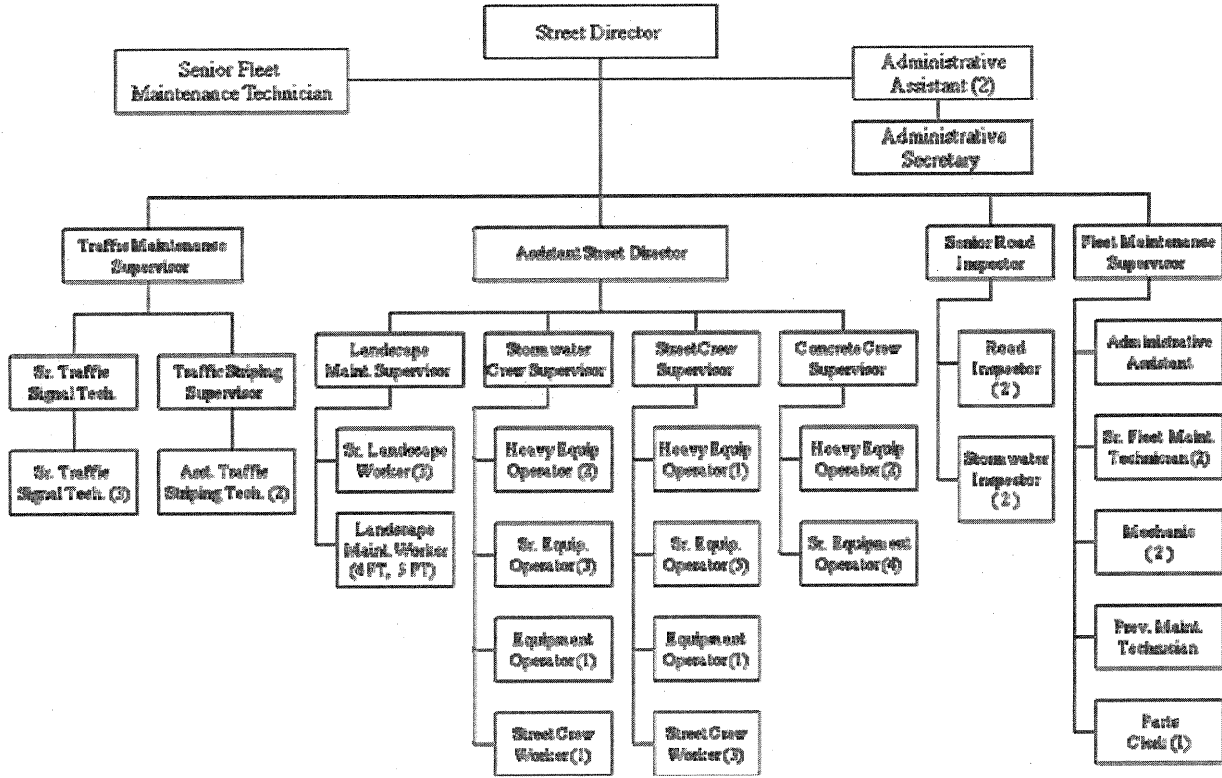 Street Director
Senior Fleet
Maintenance Technician
Administrative
Assistant (2)
Administrative
Secretary
Traffic Maintenance
Supervisor
Assistant Street Director
Senior Road
Inspector
Fleet Maintenance
Supervisor
Sr. Traffic
Signal Tech.
Traffic Striping
Supervisor
Landscape
Maint. Supervisor
Stormwater
Crew Supervisor
Street Crew
Supervisor
Concrete Crew
Supervisor
Road
Inspector
(2)
Administrative
Assistant
Sr. Traffic
Signal Tech.
Traffic
Striping Tech. (2)
Sr. Landscape
Worker
Heavy Equip
Operator
Heavy Equip
Operator (1)
Heavy Equip
Operator
Stormwater
Inspector
(2)
Sr. Fleet Maint.
Technician (2)
Landscape
Maint. Worker
Sr. Equip.
Operator (3)
Sr. Equip.
Operator
Sr. Equipment
Operator (4)
Mechanic
(2)
Equipment
Operator (1)
Equipment
Operator (1)
Prev. Maint.
Technician
Street Crew
Worker (1)
Street Crew
Worker (3)
Parts
Clerk (1)